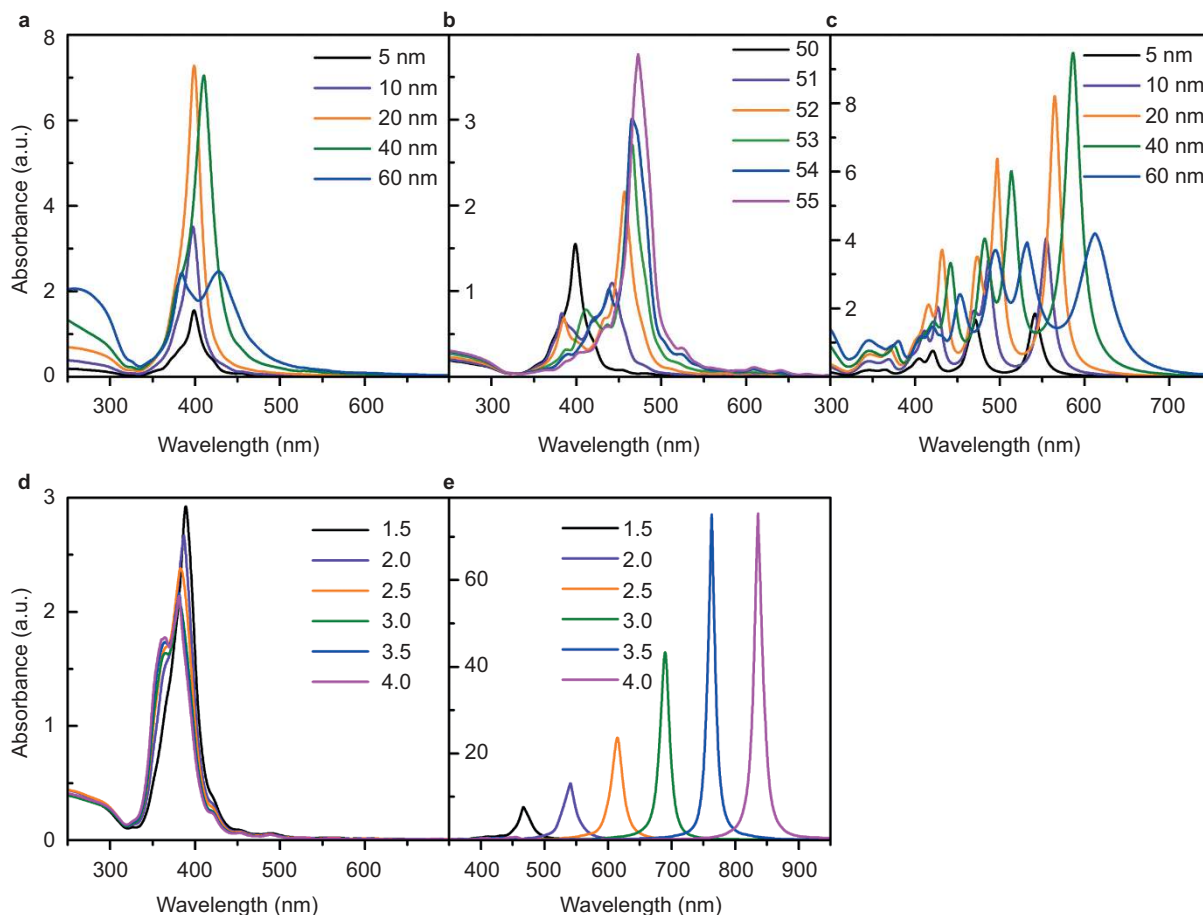 a
8
6
4
2
0
Absorbance (a.u.)
300 400 500 600
Wavelength (nm)
5 nm
10 nm
20 nm
40 nm
60 nm
b
3
2
1
300 400 500 600
Wavelength (nm)
50
51
52
53
54
55
c
8
6
4
2
300 400 500 600 700
Wavelength (nm)
5 nm
10 nm
20 nm
40 nm
60 nm
d
3
2
1
0
Absorbance (a.u.)
300 400 500 600
Wavelength (nm)
1.5
2.0
2.5
3.0
3.5
4.0
e
60
20
400 500 600 700 800 900
Wavelength (nm)
1.5
2.0
2.5
3.0
3.5
4.0